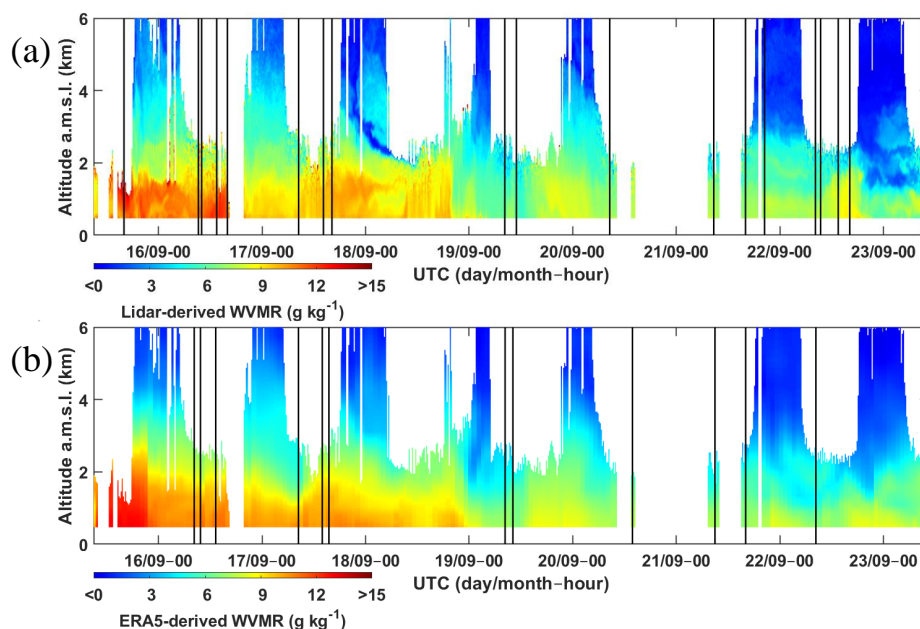 (a)
Altitude a.m.s.l. (km)
6
4
2
0
16/09−00 17/09−00 18/09−00 19/09−00 20/09−00 21/09−00 22/09−00 23/09−00
UTC (day/month−hour)
<0 3 6 9 12 >15
Lidar-derived WVMR (g kg-1)
(b)
Altitude a.m.s.l. (km)
6
4
2
0
16/09−00 17/09−00 18/09−00 19/09−00 20/09−00 21/09−00 22/09−00 23/09−00
UTC (day/month−hour)
<0 3 6 9 12 >15
ERA5-derived WVMR (g kg-1)